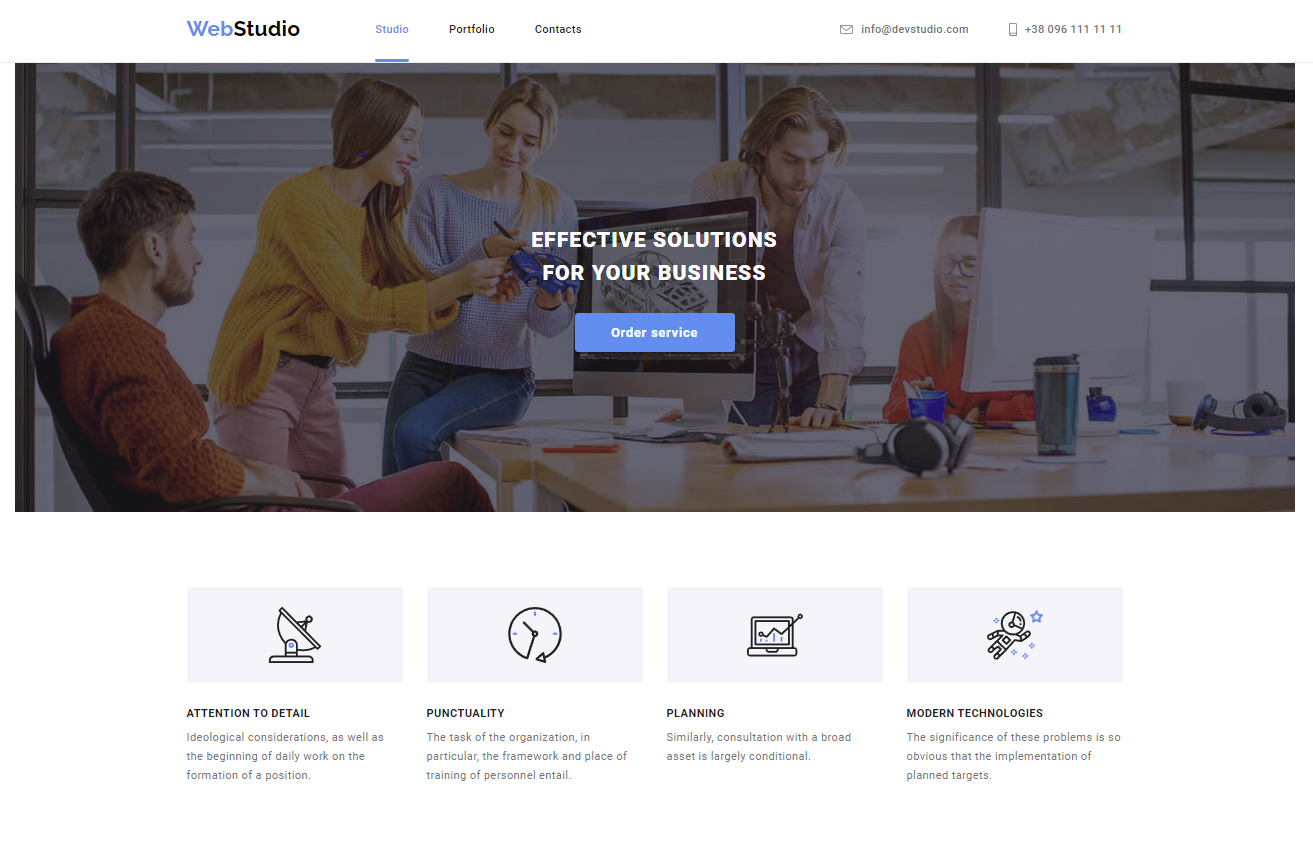 WebStudio
Studio
Portfolio
Contacts
info@devstudio.com
+38 096 111 11 11
EFFECTIVE SOLUTIONS
FOR YOUR BUSINESS
Order service
ATTENTION TO DETAIL
Ideological considerations, as well as
the beginning of daily work on the
formation of a position.
PUNCTUALITY
The task of the organization, in
particular, the framework and place of
training of personnel entail.
PLANNING
Similarly, consultation with a broad
asset is largely conditional.
MODERN TECHNOLOGIES
The significance of these problems is so
obvious that the implementation of
planned targets.